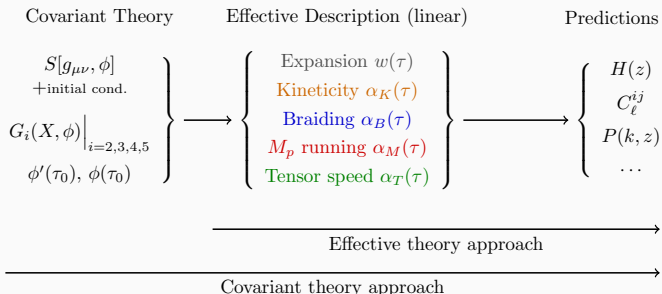 Covariant Theory
S[g_{μν}, ϕ]
+initial cond.
G_i(X, ϕ)|_{i=2,3,4,5}
ϕ′(τ_0), ϕ(τ_0)
Effective Description (linear)
Expansion w(τ)
Kineticity α_K(τ)
Braiding α_B(τ)
M_p running α_M(τ)
Tensor speed α_T(τ)
Predictions
H(z)
C_ℓ^{ij}
P(k, z)
...
Effective theory approach
Covariant theory approach